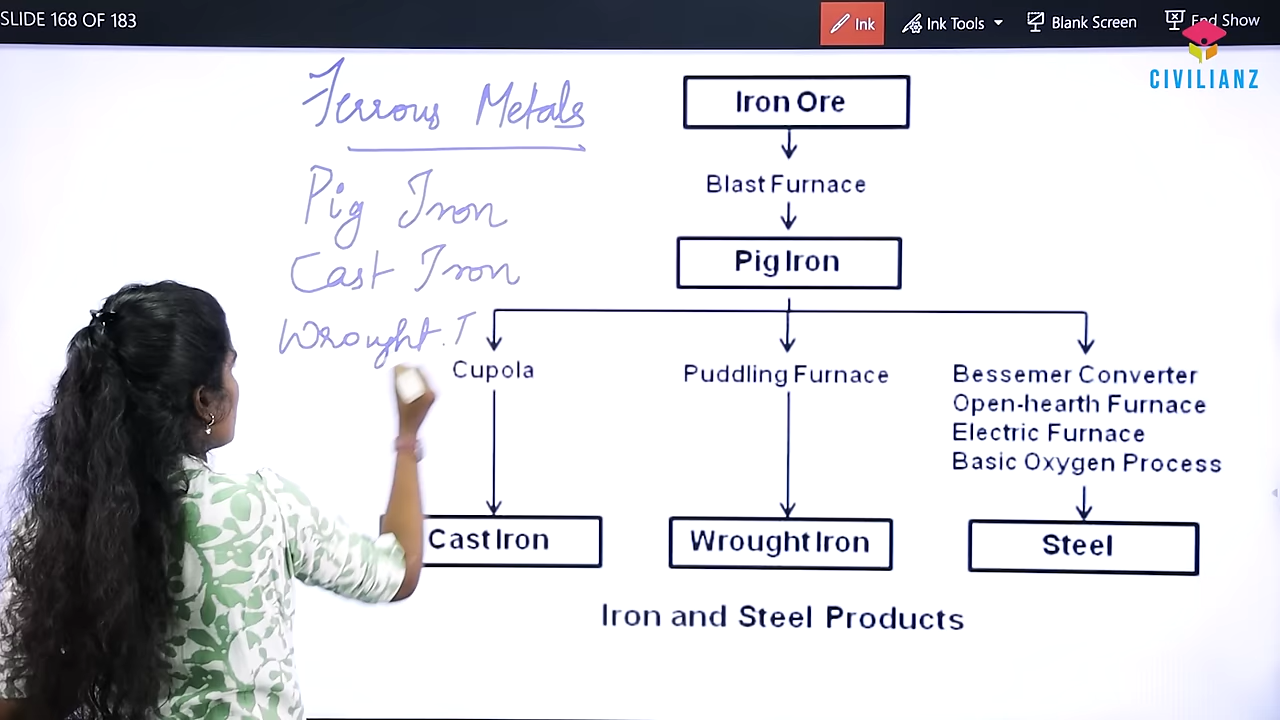 SLIDE 168 OF 183
Ink
Ink Tools
Blank Screen
End Show
CIVILIANZ
Ferrous Metals
Pig Iron
Cast Iron
Wrought. I
Iron Ore
Blast Furnace
Pig Iron
Cupola
Puddling Furnace
Bessemer Converter
Open-hearth Furnace
Electric Furnace
Basic Oxygen Process
Cast Iron
Wrought Iron
Steel
Iron and Steel Products